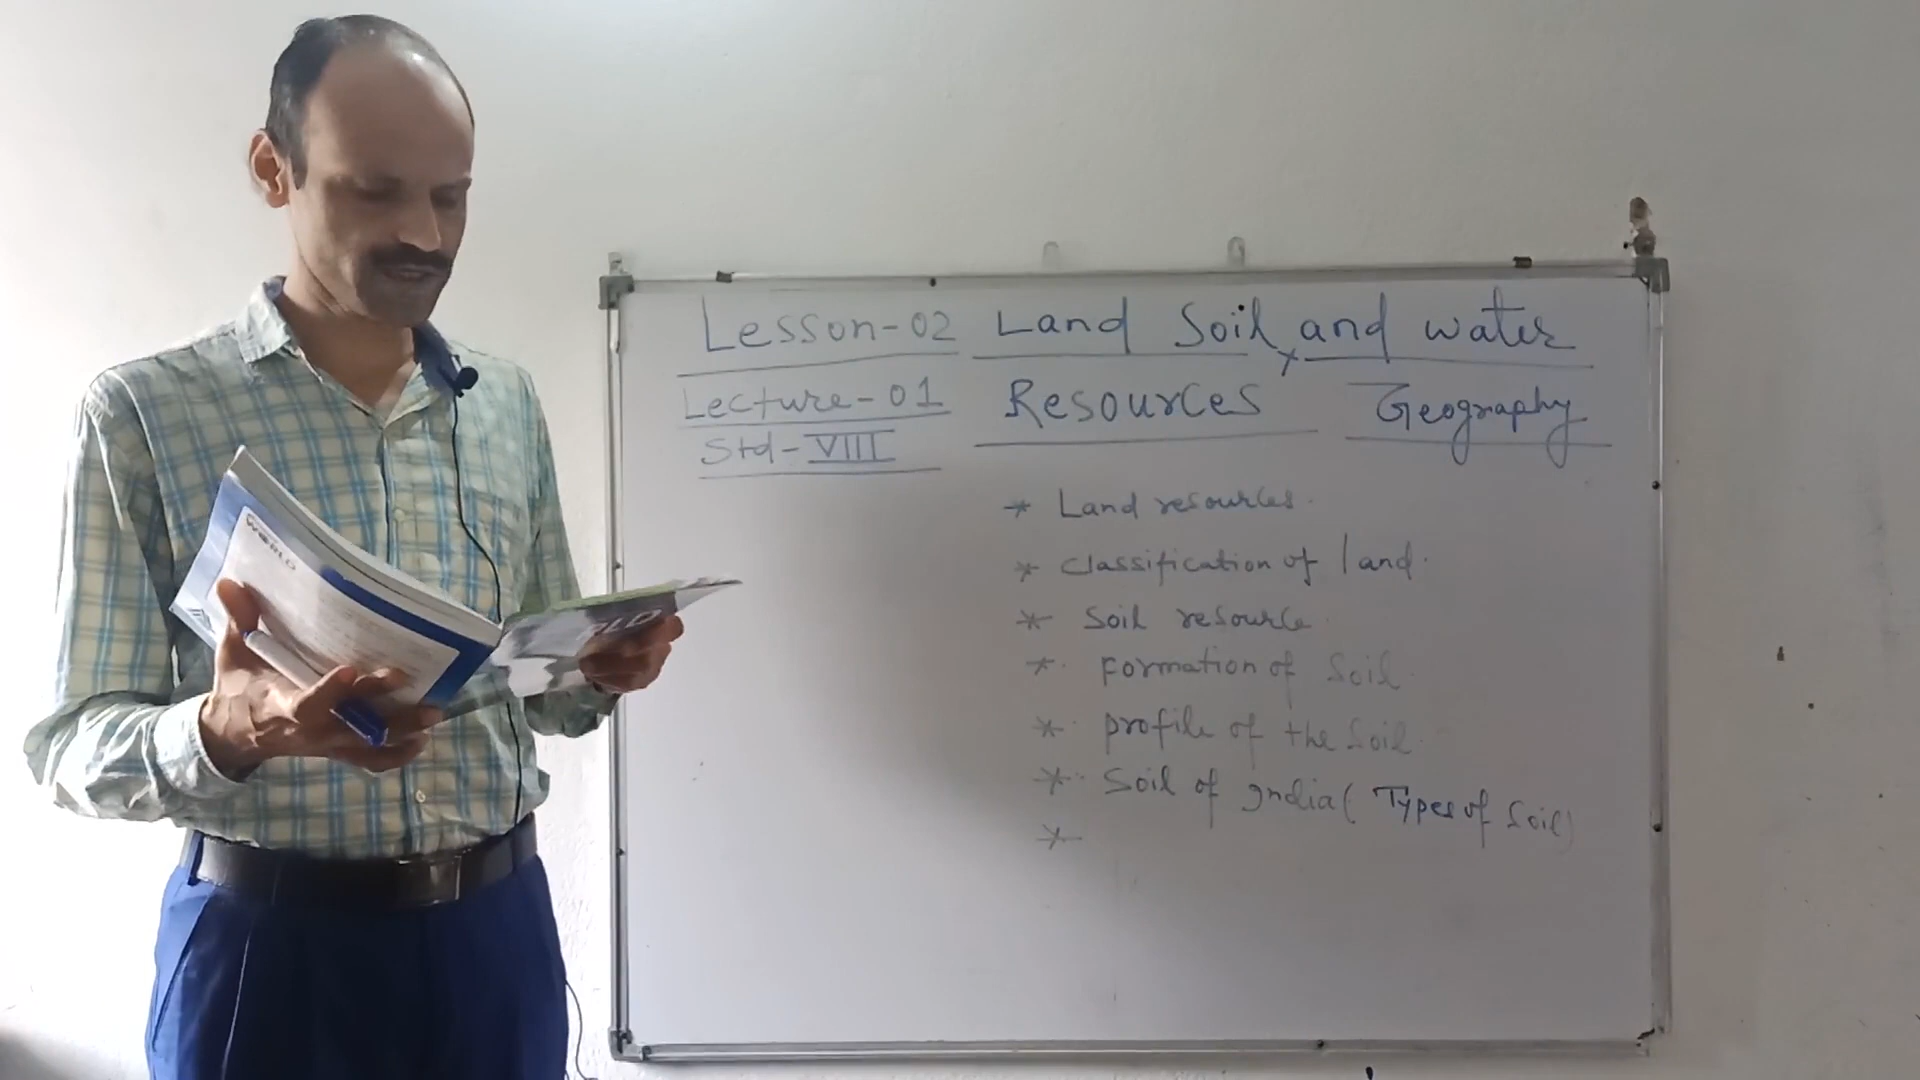 Lesson-02 Land Soil, and water
Lecture-01 Resources Geography
Std- VIII
* Land resources.
* Classification of land.
* Soil resource.
* Formation of Soil.
* profile of the Soil.
* Soil of India ( Types of Soil)
*
WORLD
LD